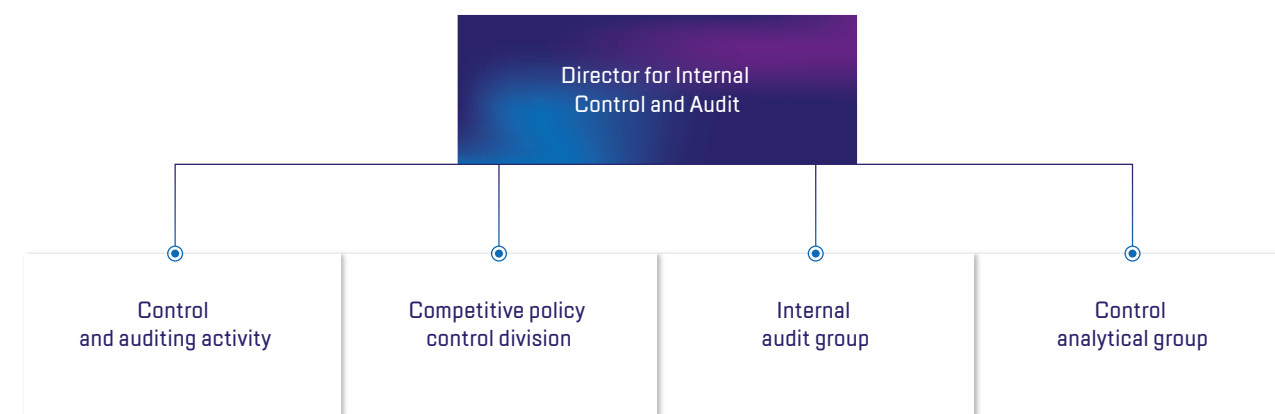 Director for Internal
Control and Audit
Control
and auditing activity
Competitive policy
control division
Internal
audit group
Control
analytical group